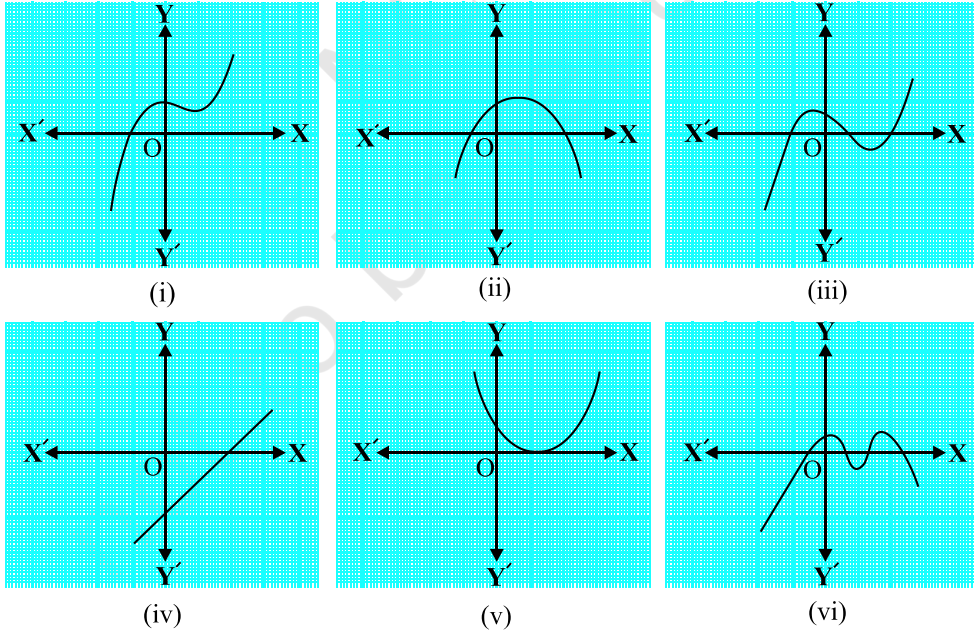 Y Y Y
X′ O X X′ O X X′ O X
Y′ Y′ Y′
(i) (ii) (iii)
Y Y Y
X′ O X X′ O X X′ O X
Y′ Y′ Y′
(iv) (v) (vi)